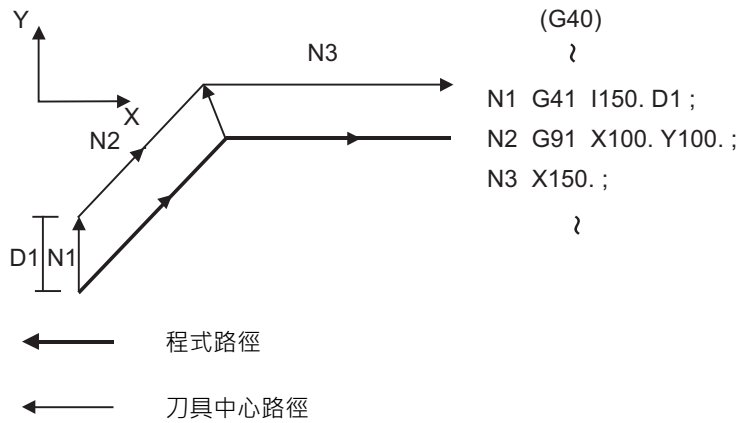 Y
X
N3
N2
D1
N1
(G40)
~
N1 G41 I150. D1 ;
N2 G91 X100. Y100. ;
N3 X150. ;
~
程式路徑
刀具中心路徑